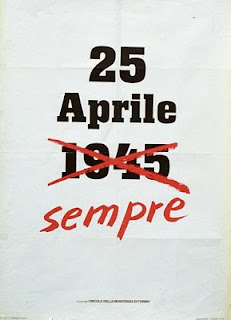 25
Aprile
1945
sempre
CIRCOLO DELLA RESISTENZA DI TORINO